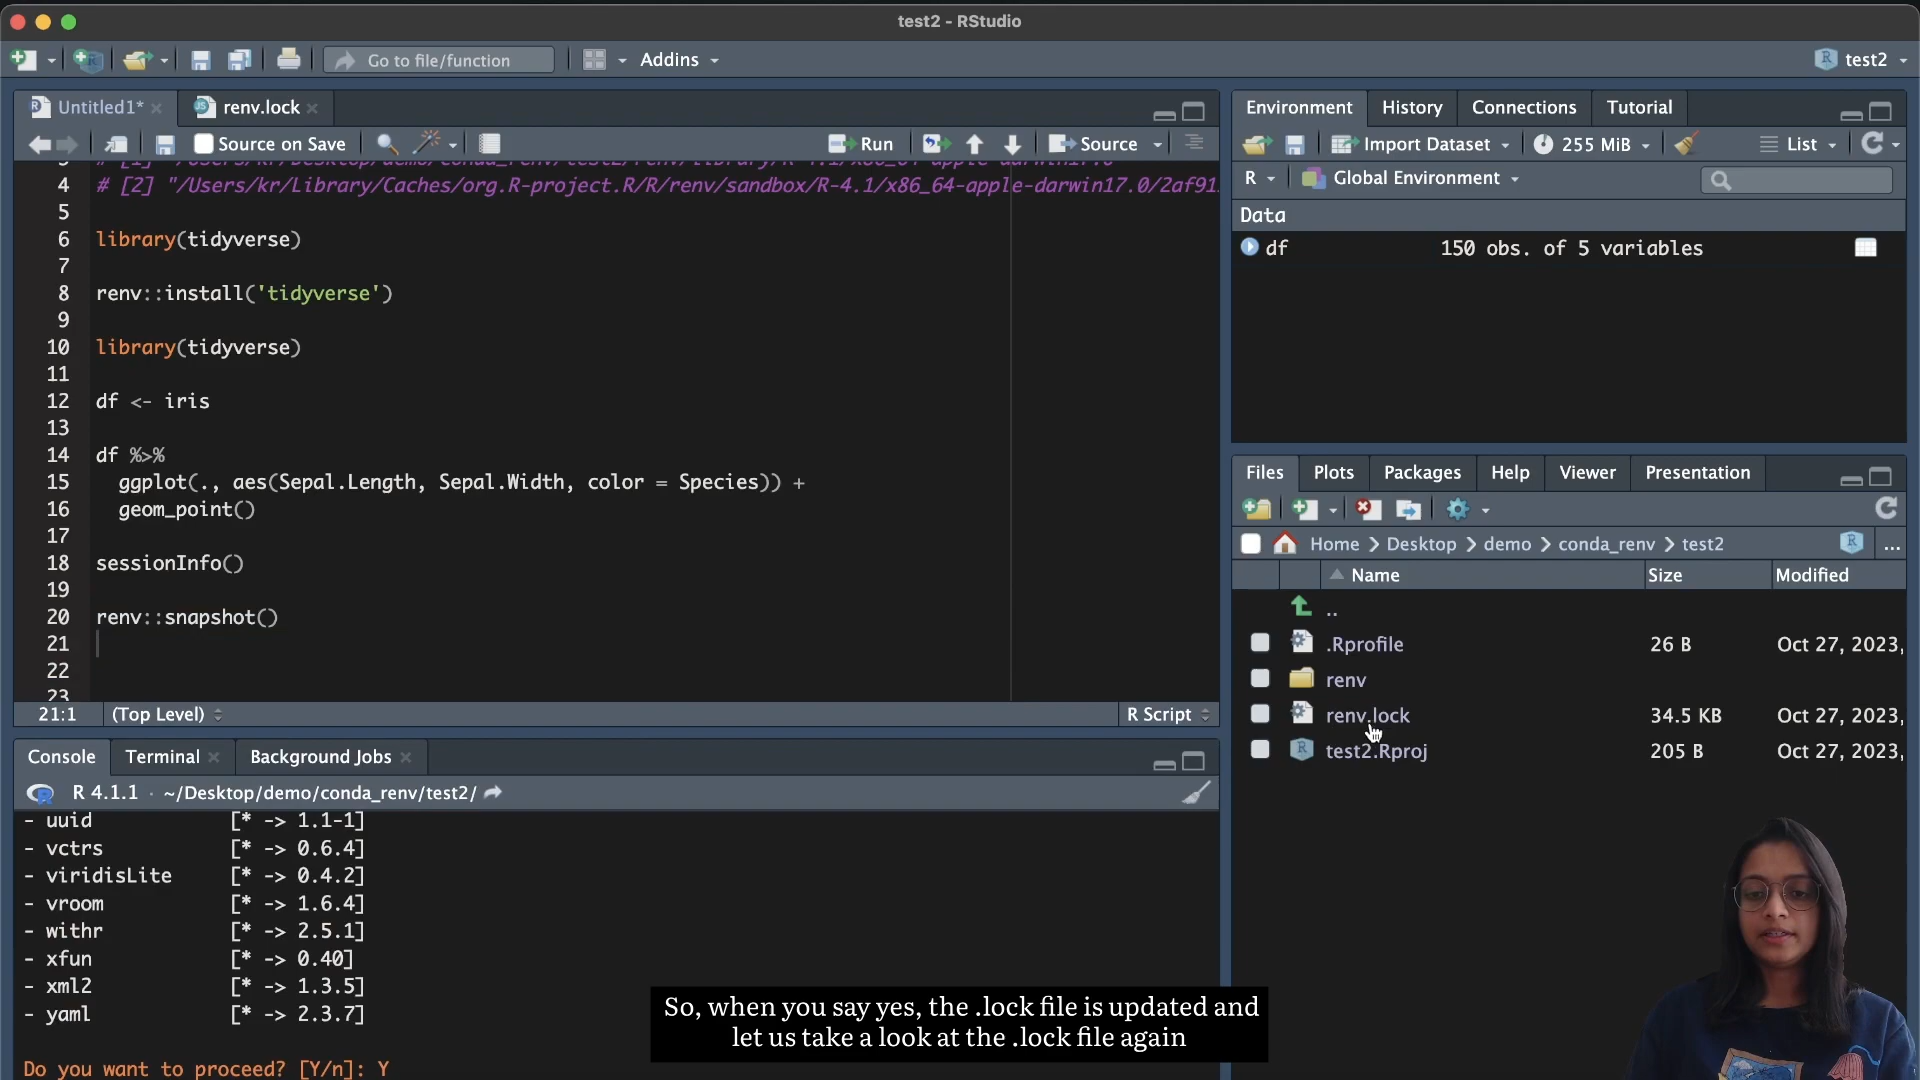 test2 - RStudio
Go to file/function
Addins
test2
Untitled1*
renv.lock
Source on Save
Run
Source
4 # [2] "/Users/kr/Library/Caches/org.R-project.R/R/renv/sandbox/R-4.1/x86_64-apple-darwin17.0/2af91
5
6 library(tidyverse)
7
8 renv::install('tidyverse')
9
10 library(tidyverse)
11
12 df <- iris
13
14 df %>%
15 ggplot(., aes(Sepal.Length, Sepal.Width, color = Species)) +
16 geom_point()
17
18 sessionInfo()
19
20 renv::snapshot()
21
22
23
21:1 (Top Level) R Script
Console Terminal Background Jobs
R 4.1.1 · ~/Desktop/demo/conda_renv/test2/
- uuid [* -> 1.1-1]
- vctrs [* -> 0.6.4]
- viridisLite [* -> 0.4.2]
- vroom [* -> 1.6.4]
- withr [* -> 2.5.1]
- xfun [* -> 0.40]
- xml2 [* -> 1.3.5]
- yaml [* -> 2.3.7]
Do you want to proceed? [Y/n]: Y
Environment History Connections Tutorial
Import Dataset 255 MiB List
R Global Environment
Data
df 150 obs. of 5 variables
Files Plots Packages Help Viewer Presentation
Home Desktop demo conda_renv test2 ...
Name Size Modified
..
.Rprofile 26 B Oct 27, 2023,
renv
renv.lock 34.5 KB Oct 27, 2023,
test2.Rproj 205 B Oct 27, 2023,
So, when you say yes, the .lock file is updated and
let us take a look at the .lock file again